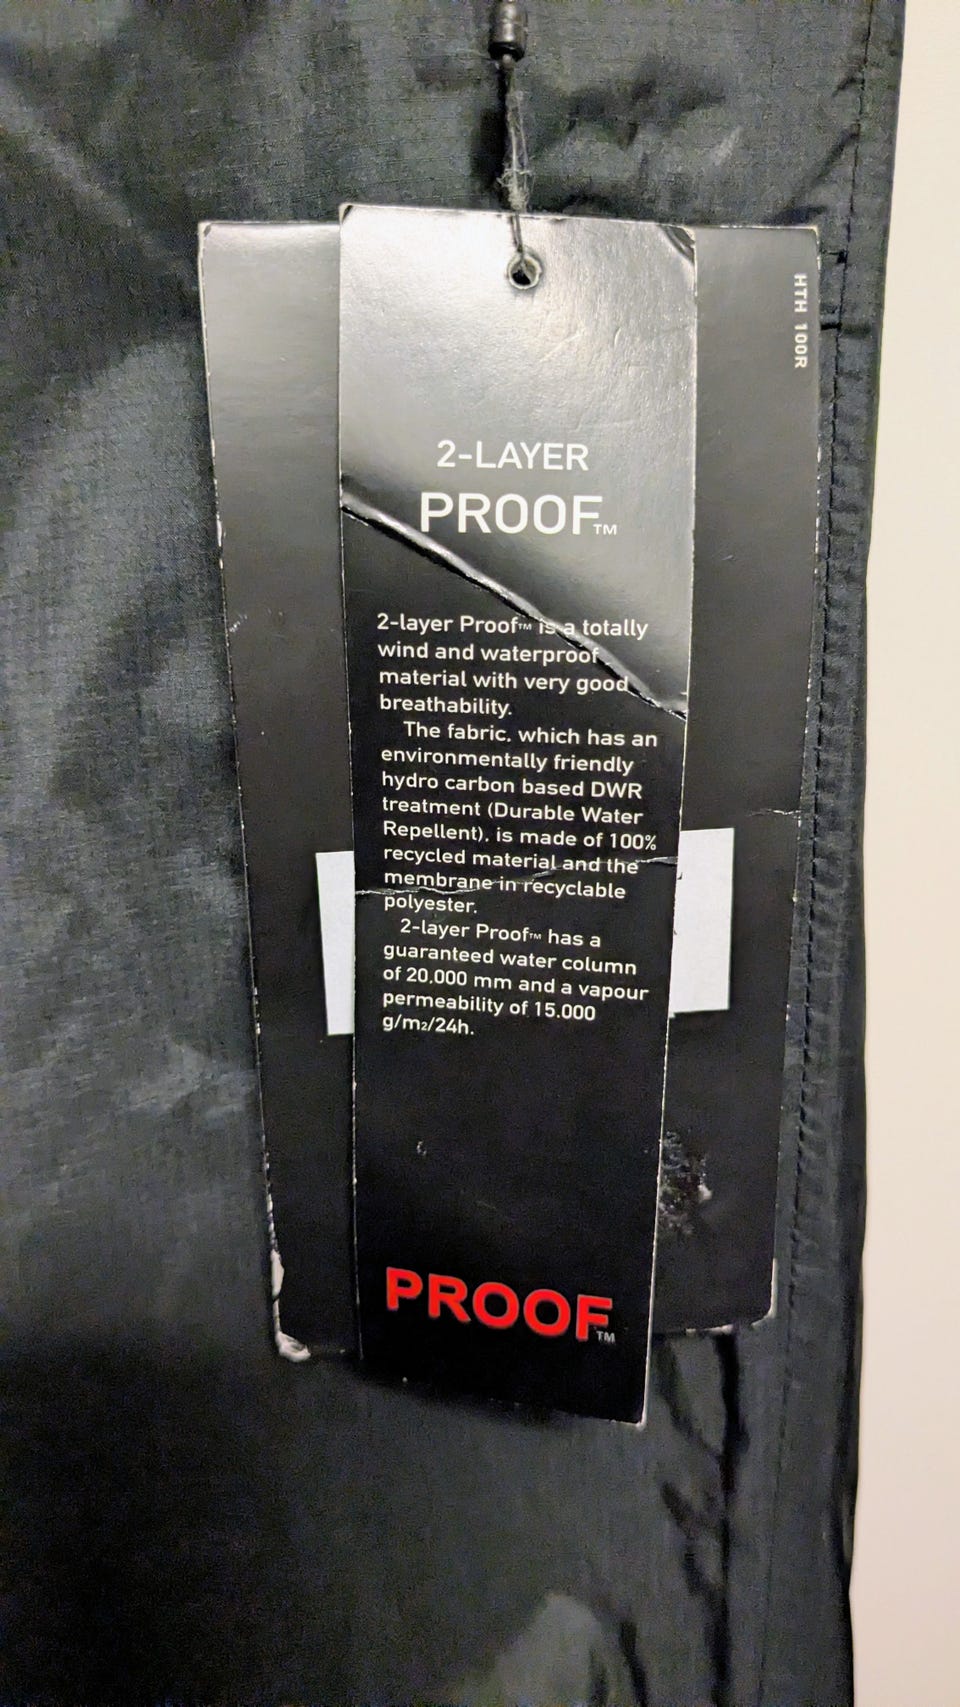 HTH 100R
2-LAYER
PROOF™
2-layer Proof™ is a totally
wind and waterproof
material with very good
breathability.
The fabric, which has an
environmentally friendly
hydro carbon based DWR
treatment (Durable Water
Repellent), is made of 100%
recycled material and the
membrane in recyclable
polyester.
2-layer Proof™ has a
guaranteed water column
of 20.000 mm and a vapour
permeability of 15.000
g/m2/24h.
PROOF™